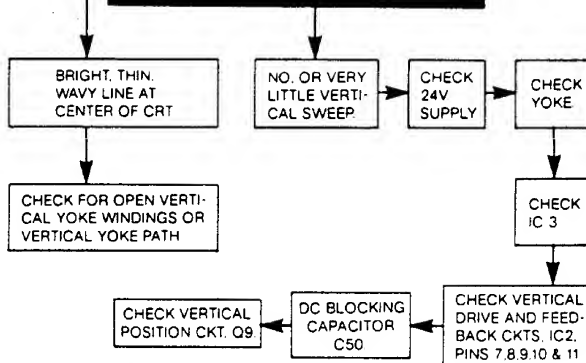 BRIGHT, THIN,
WAVY LINE AT
CENTER OF CRT
NO. OR VERY
LITTLE VERTI-
CAL SWEEP.
CHECK
24V
SUPPLY
CHECK
YOKE
CHECK FOR OPEN VERTI-
CAL YOKE WINDINGS OR
VERTICAL YOKE PATH
CHECK
IC 3
CHECK VERTICAL
DRIVE AND FEED-
BACK CKTS, IC2,
PINS 7,8,9,10 & 11
DC BLOCKING
CAPACITOR
C50
CHECK VERTICAL
POSITION CKT. Q9